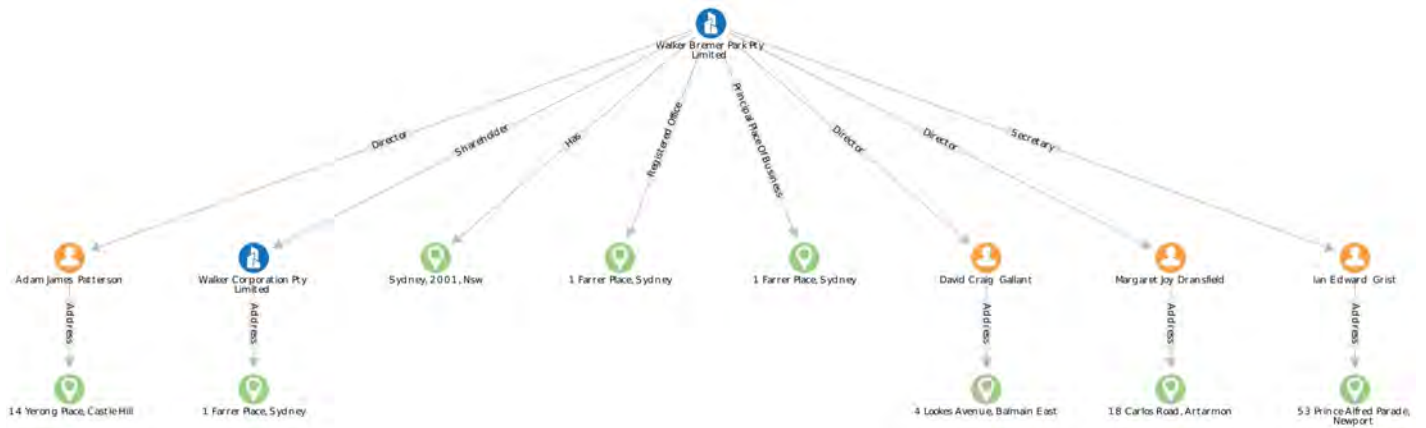 Walker Bremer Park Pty
Limited
Director
Shareholder
Has
Registered Office
Principal Place Of Business
Director
Director
Secretary
Adam James Patterson
Walker Corporation Pty
Limited
Sydney, 2001, Nsw
1 Farrer Place, Sydney
1 Farrer Place, Sydney
David Craig Gallant
Margaret Joy Dransfield
Ian Edward Grist
Address
Address
Address
Address
Address
14 Yerong Place, Castle Hill
1 Farrer Place, Sydney
4 Lookes Avenue, Balmain East
18 Carlos Road, Artarmon
53 Prince Alfred Parade,
Newport